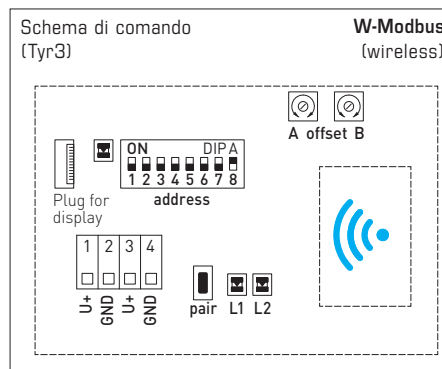 Schema di comando
(Tyr3)
W-Modbus
(wireless)
A offset B
ON DIP A
1 2 3 4 5 6 7 8
address
Plug for
display
1 2 3 4
U+ GND U+ GND
pair L1 L2